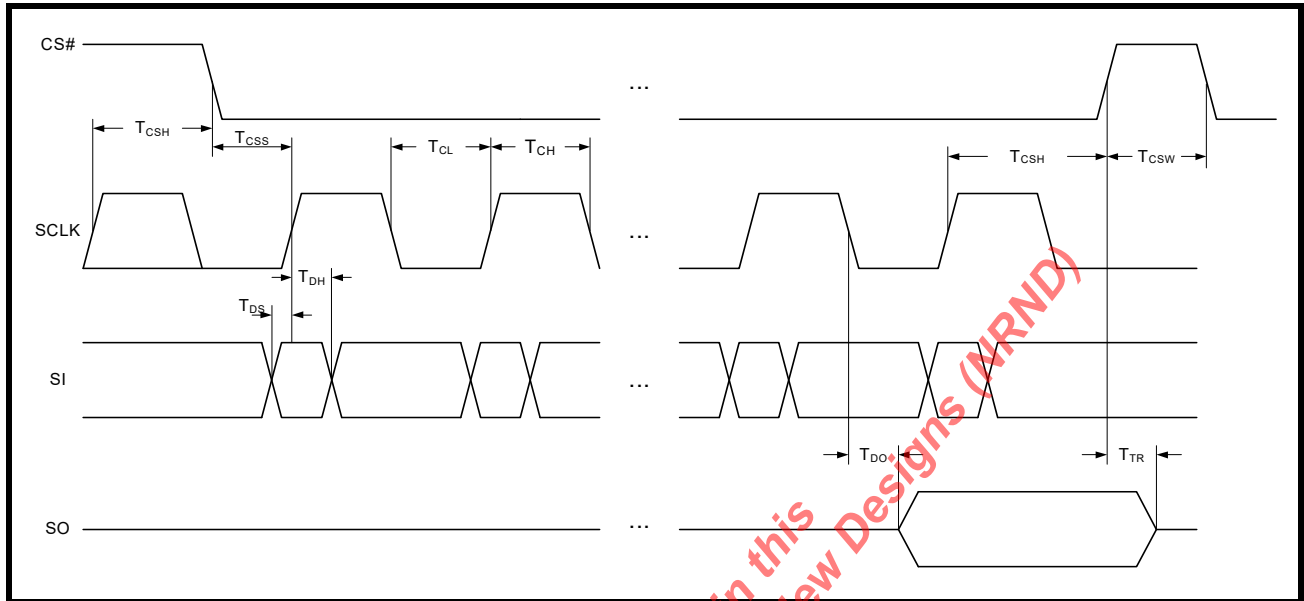 CS#
...
TCSH
TCSS
TCL
TCH
TCSH
TCSW
SCLK
...
TDH
TDS
SI
...
TDO
TTR
SO
...
in this
ew Designs (NRND)